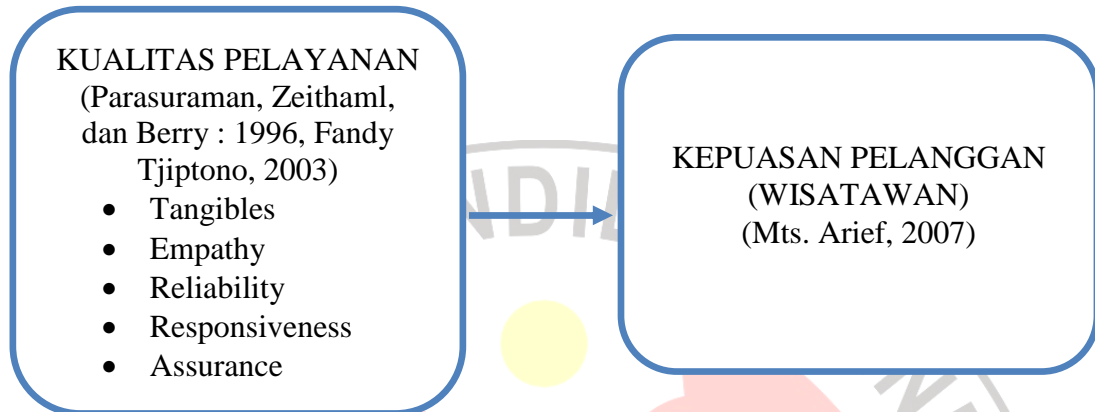 KUALITAS PELAYANAN
(Parasuraman, Zeithaml,
dan Berry : 1996, Fandy
Tjiptono, 2003)
• Tangibles
• Empathy
• Reliability
• Responsiveness
• Assurance
KEPUASAN PELANGGAN
(WISATAWAN)
(Mts. Arief, 2007)
NDI